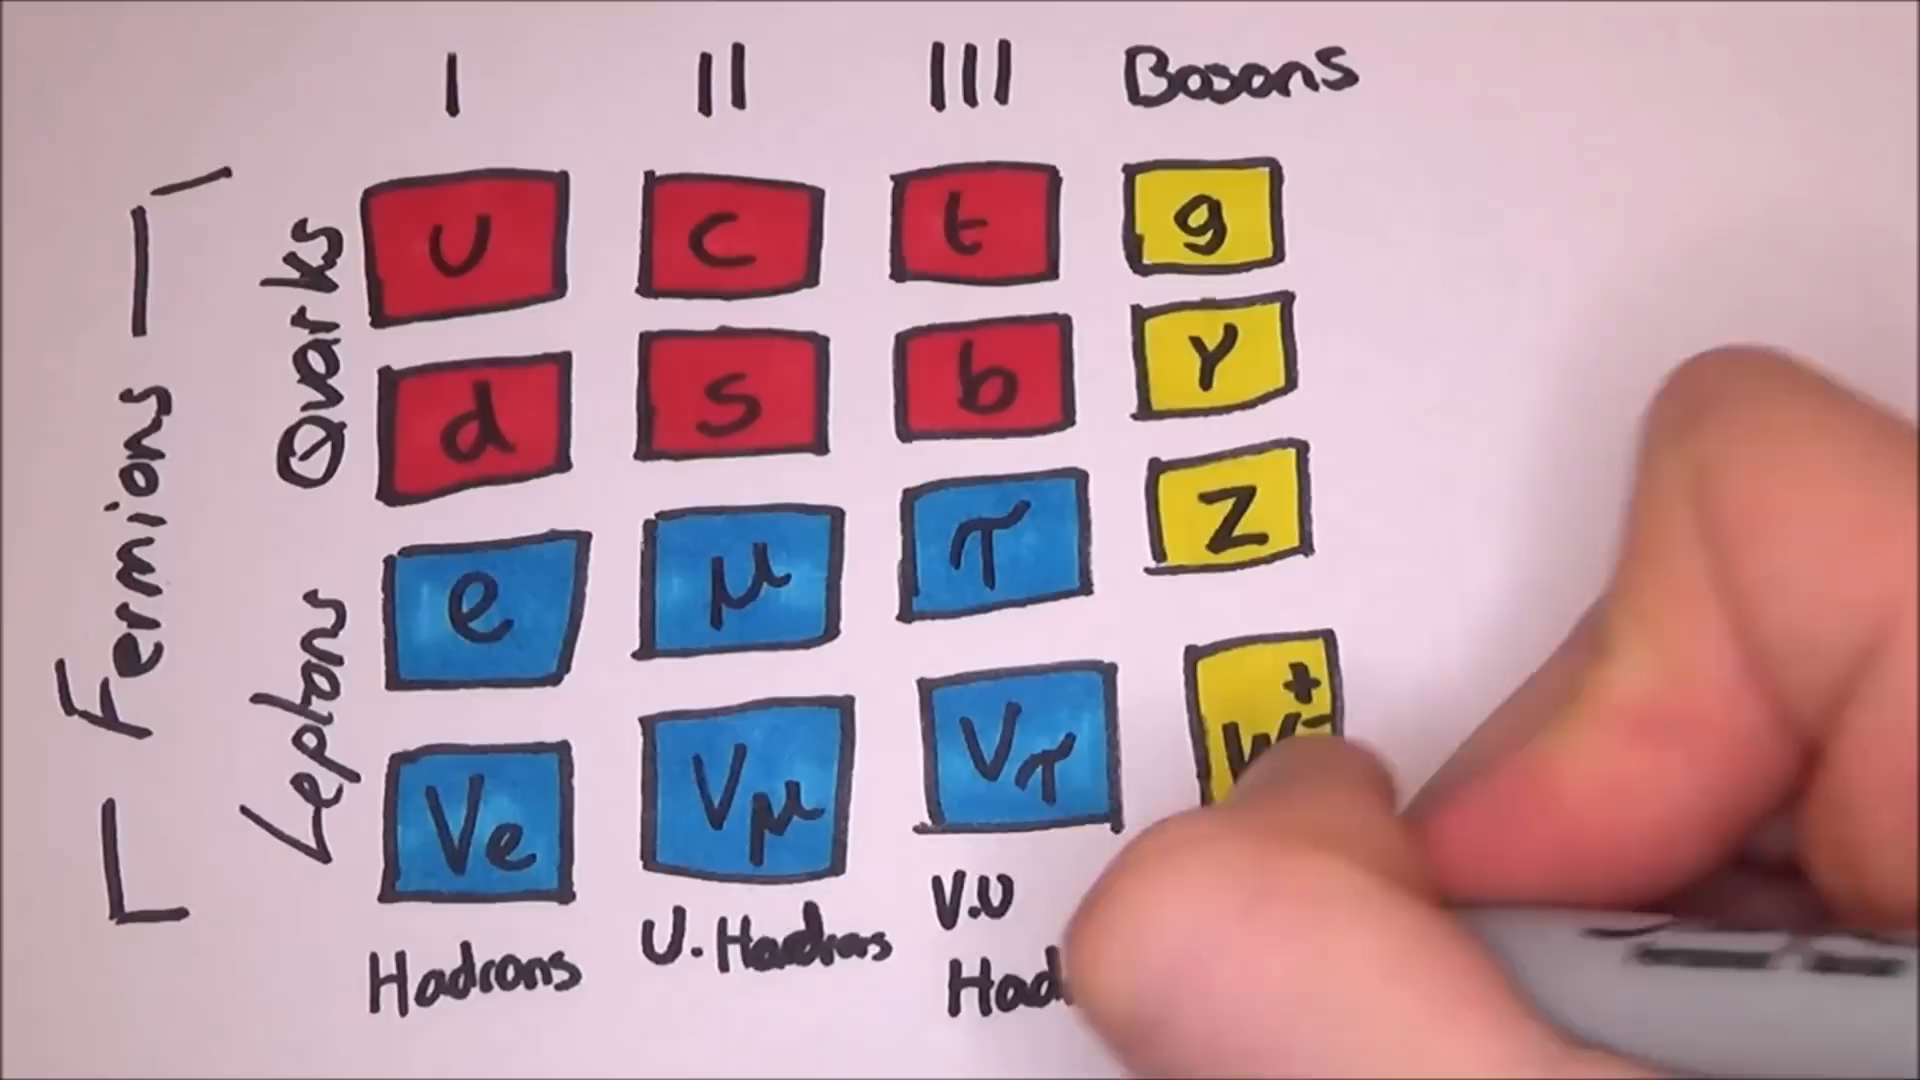 I II III Bosons
Fermions
Quarks
Leptons
u c t g
d s b γ
e μ τ Z
νe νμ ντ W±
Hadrons U. Hadrons V.U